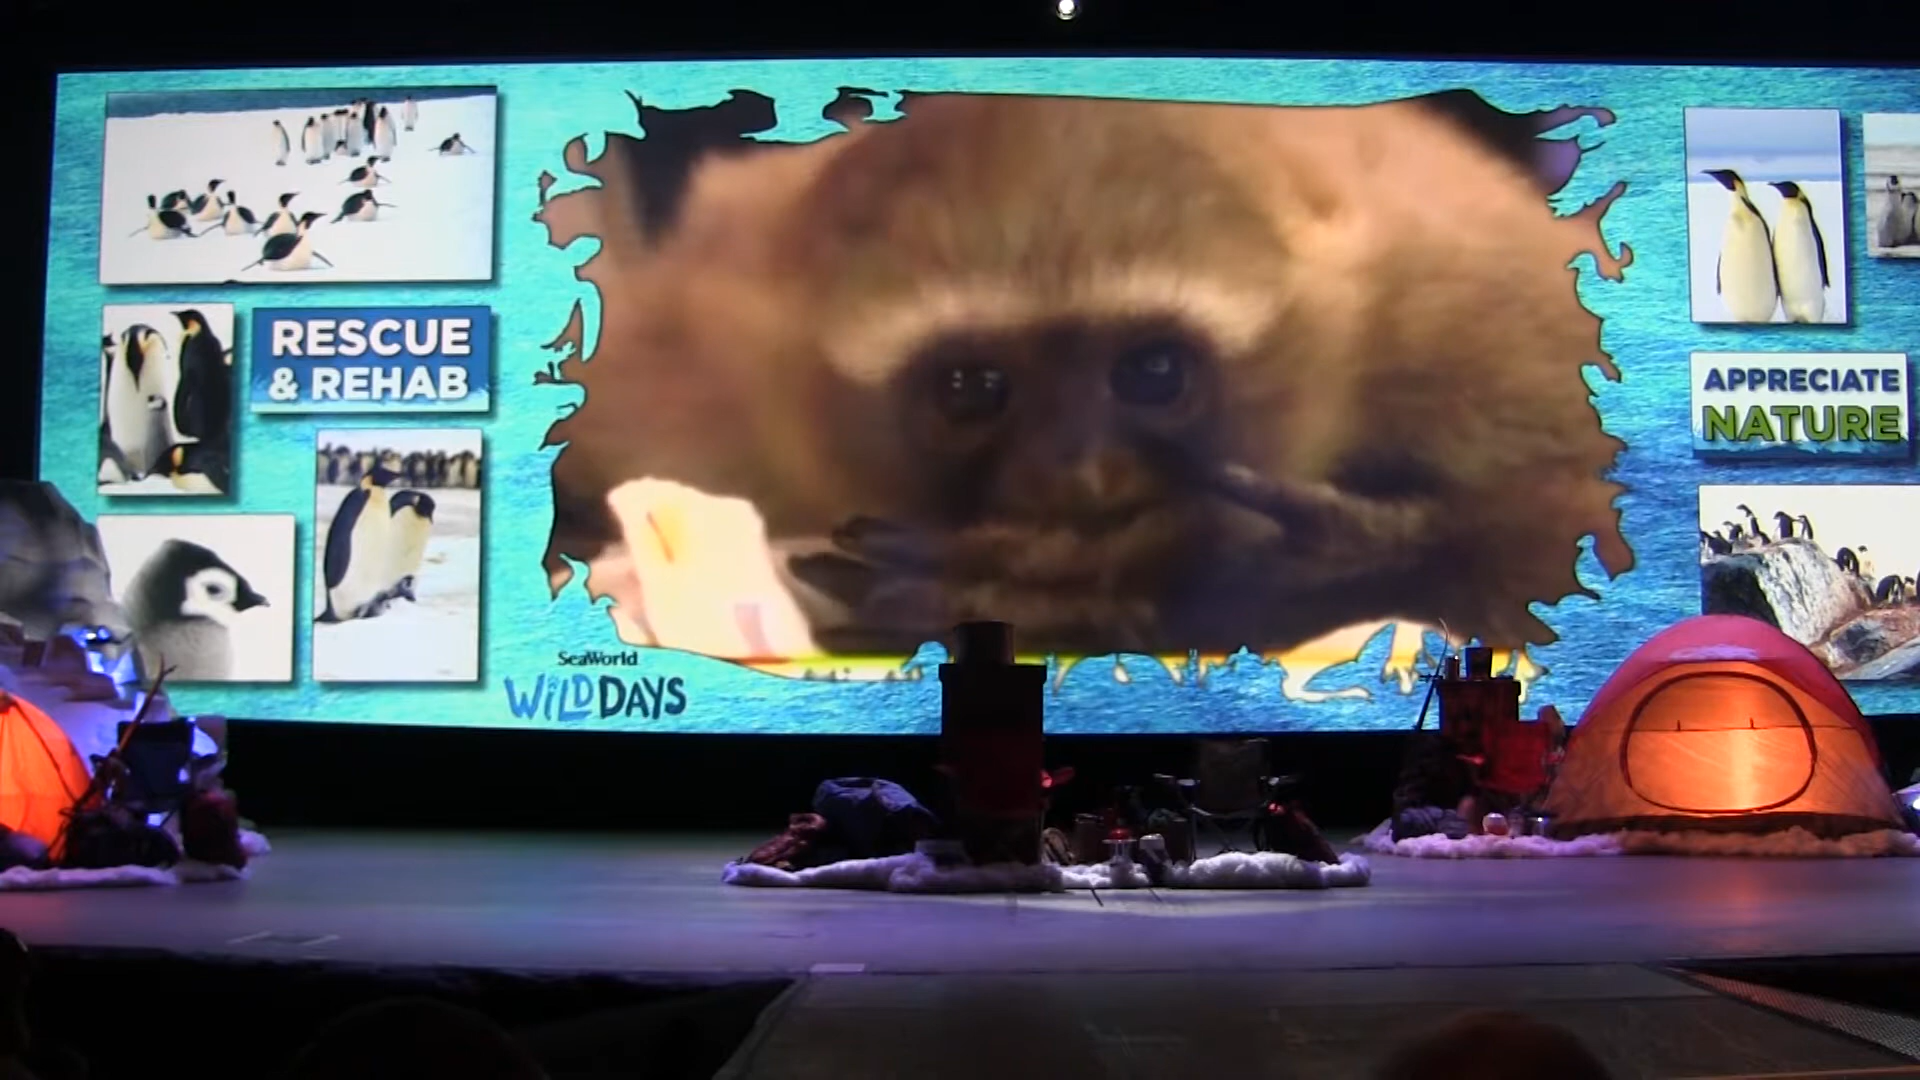 RESCUE
& REHAB
APPRECIATE
NATURE
SeaWorld
WiLD DAYS